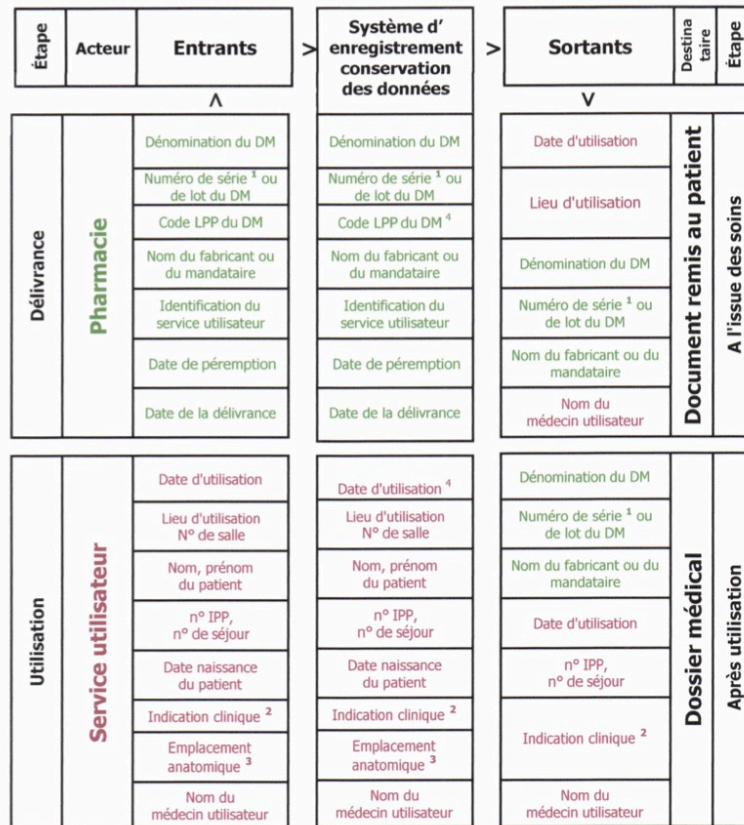 Étape
Acteur
Entrants
>
Système d'
enregistrement
conservation
des données
>
Sortants
Destina
taire
Étape
>
>
Délivrance
Pharmacie
Dénomination du DM
Numéro de série ¹ ou
de lot du DM
Code LPP du DM
Nom du fabricant ou
du mandataire
Identification du
service utilisateur
Date de péremption
Date de la délivrance
Dénomination du DM
Numéro de série ¹ ou
de lot du DM
Code LPP du DM ⁴
Nom du fabricant ou
du mandataire
Identification du
service utilisateur
Date de péremption
Date de la délivrance
Date d'utilisation
Lieu d'utilisation
Dénomination du DM
Numéro de série ¹ ou
de lot du DM
Nom du fabricant ou du
mandataire
Nom du
médecin utilisateur
Document remis au patient
A l'issue des soins
Utilisation
Service utilisateur
Date d'utilisation
Lieu d'utilisation
N° de salle
Nom, prénom
du patient
n° IPP,
n° de séjour
Date naissance
du patient
Indication clinique ²
Emplacement
anatomique ³
Nom du
médecin utilisateur
Date d'utilisation ⁴
Lieu d'utilisation
N° de salle
Nom, prénom
du patient
n° IPP,
n° de séjour
Date naissance
du patient
Indication clinique ²
Emplacement
anatomique ³
Nom du
médecin utilisateur
Dénomination du DM
Numéro de série ¹ ou
de lot du DM
Nom du fabricant ou du
mandataire
Date d'utilisation
n° IPP,
n° de séjour
Indication clinique ²
Nom du
médecin utilisateur
Dossier médical
Après utilisation